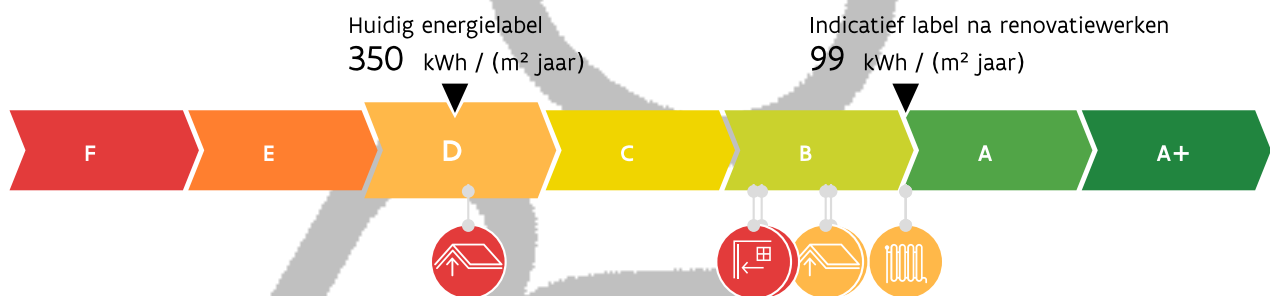 Huidig energielabel
350 kWh / (m² jaar)
Indicatief label na renovatiewerken
99 kWh / (m² jaar)
F E D C B A A+